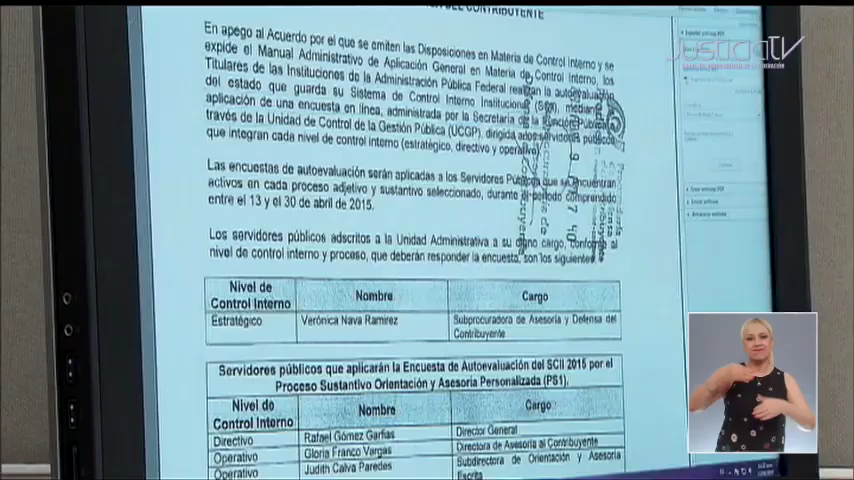 DEL CONTRIBUYENTE
JUSTICIATV
En apego al Acuerdo por el que se emiten las Disposiciones en Materia de Control Interno y se
expide el Manual Administrativo de Aplicación General en Materia de Control Interno, los
Titulares de las Instituciones de la Administración Pública Federal realizan la autoevaluación
del estado que guarda su Sistema de Control Interno Institucional
aplicación de una encuesta en línea, administrada por la Secretaría de la Función Pública
través de la Unidad de Control de la Gestión Pública (UCGP), dirigida a los servidores públicos
que integran cada nivel de control interno (estratégico, directivo y operativo)
Las encuestas de autoevaluación serán aplicadas a los Servidores Públicos que se encuentran
activos en cada proceso adjetivo y sustantivo seleccionado, durante el período comprendido
entre el 13 y el 30 de abril de 2015.
Los servidores públicos adscritos a la Unidad Administrativa a su digno cargo, conforme al
nivel de control interno y proceso, que deberán responder la encuesta, son los siguientes
Nivel de Control Interno Nombre Cargo
Estratégico Verónica Nava Ramírez Subprocuradora de Asesoría y Defensa del
Contribuyente
Servidores públicos que aplicarán la Encuesta de Autoevaluación del SCII 2015 por el
Proceso Sustantivo Orientación y Asesoría Personalizada (PS1).
Nivel de Control Interno Nombre Cargo
Directivo Rafael Gómez Garfias Director General
Operativo Gloria Franco Vargas Directora de Asesoría al Contribuyente
Operativo Judith Calva Paredes Subdirectora de Orientación y Asesoría
Escrita